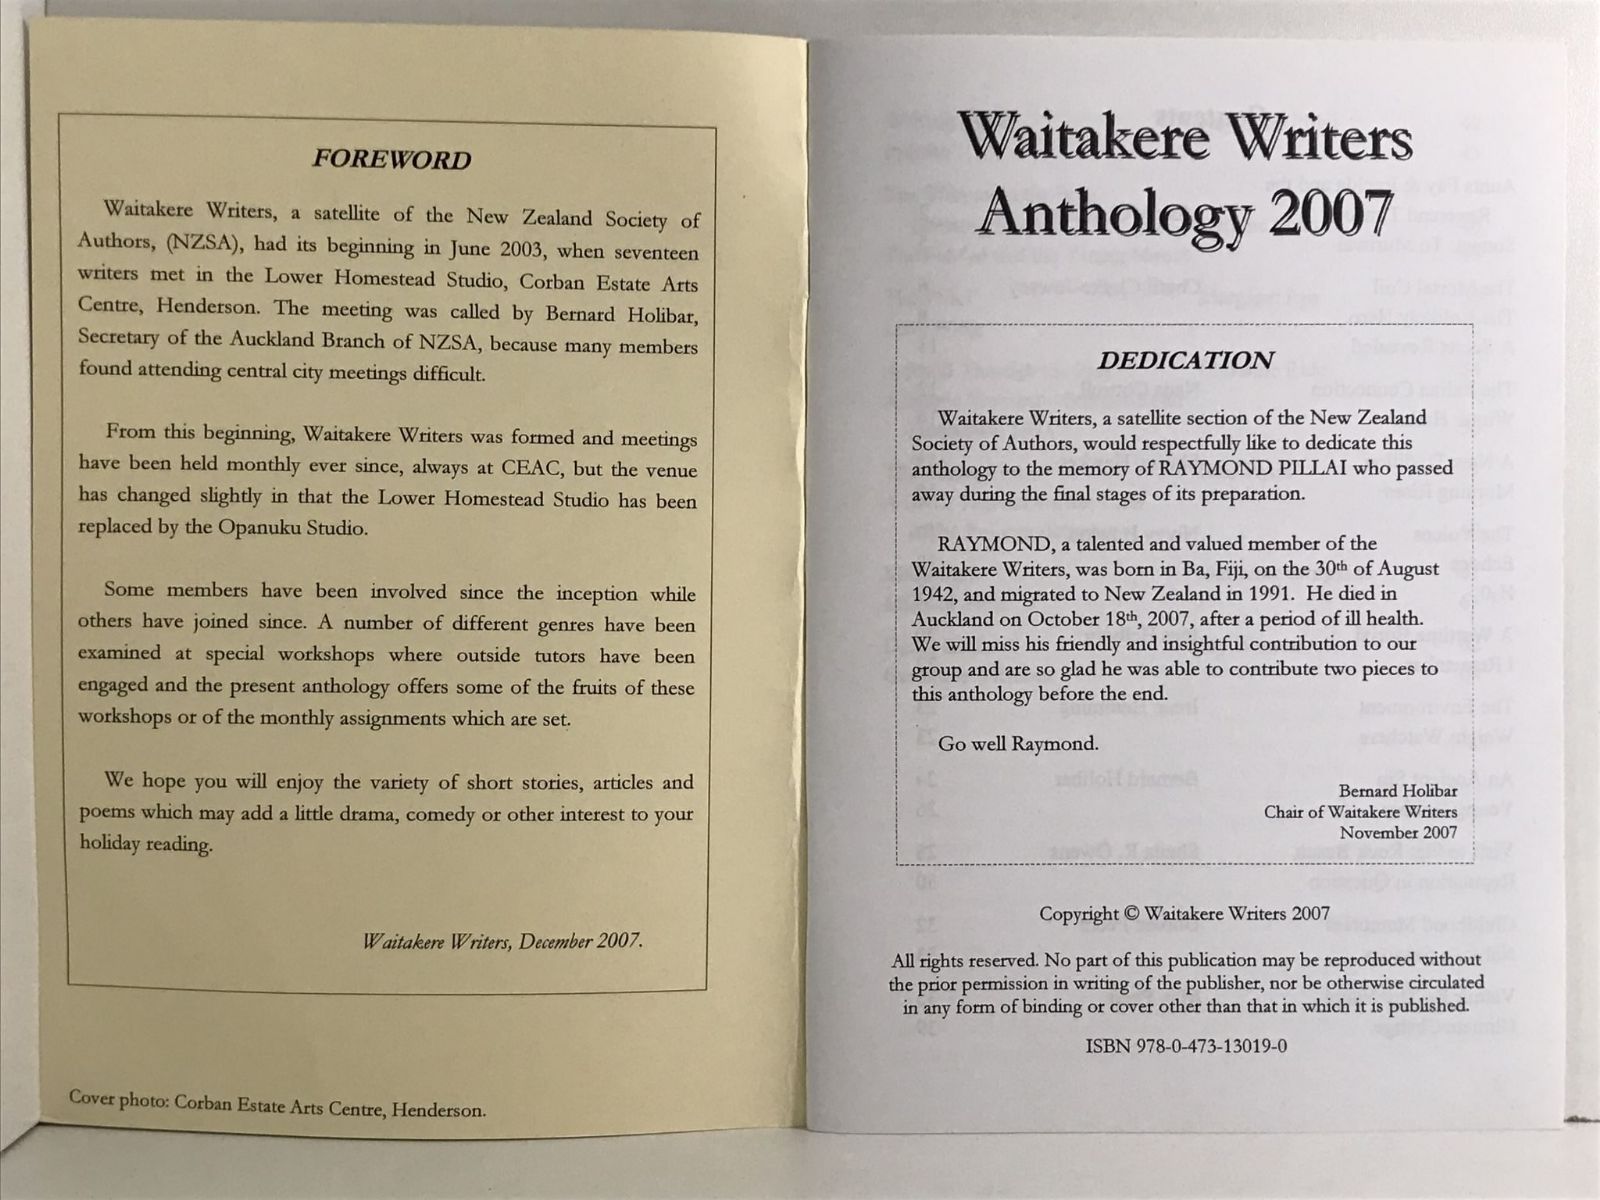 FOREWORD
Waitakere Writers, a satellite of the New Zealand Society of
Authors, (NZSA), had its beginning in June 2003, when seventeen
writers met in the Lower Homestead Studio, Corban Estate Arts
Centre, Henderson. The meeting was called by Bernard Holibar,
Secretary of the Auckland Branch of NZSA, because many members
found attending central city meetings difficult.
From this beginning, Waitakere Writers was formed and meetings
have been held monthly ever since, always at CEAC, but the venue
has changed slightly in that the Lower Homestead Studio has been
replaced by the Opanuku Studio.
Some members have been involved since the inception while
others have joined since. A number of different genres have been
examined at special workshops where outside tutors have been
engaged and the present anthology offers some of the fruits of these
workshops or of the monthly assignments which are set.
We hope you will enjoy the variety of short stories, articles and
poems which may add a little drama, comedy or other interest to your
holiday reading.
Waitakere Writers, December 2007.
Cover photo: Corban Estate Arts Centre, Henderson.
Waitakere Writers
Anthology 2007
DEDICATION
Waitakere Writers, a satellite section of the New Zealand
Society of Authors, would respectfully like to dedicate this
anthology to the memory of RAYMOND PILLAI who passed
away during the final stages of its preparation.
RAYMOND, a talented and valued member of the
Waitakere Writers, was born in Ba, Fiji, on the 30th of August
1942, and migrated to New Zealand in 1991. He died in
Auckland on October 18th, 2007, after a period of ill health.
We will miss his friendly and insightful contribution to our
group and are so glad he was able to contribute two pieces to
this anthology before the end.
Go well Raymond.
Bernard Holibar
Chair of Waitakere Writers
November 2007
Copyright © Waitakere Writers 2007
All rights reserved. No part of this publication may be reproduced without
the prior permission in writing of the publisher, nor be otherwise circulated
in any form of binding or cover other than that in which it is published.
ISBN 978-0-473-13019-0